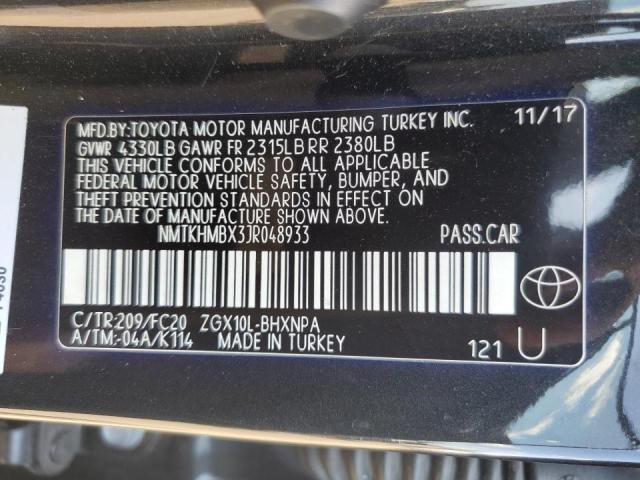 MFD.BY:TOYOTA MOTOR MANUFACTURING TURKEY INC. 11/17
GVWR 4330LB GAWR FR 2315LB RR 2380LB
THIS VEHICLE CONFORMS TO ALL APPLICABLE
FEDERAL MOTOR VEHICLE SAFETY, BUMPER, AND
THEFT PREVENTION STANDARDS IN EFFECT ON
THE DATE OF MANUFACTURE SHOWN ABOVE.
NMTKHMBX3JR048933 PASS.CAR
C/TR:209/FC20 ZGX10L-BHXNPA
A/TM:-04A/K114 MADE IN TURKEY 121 U